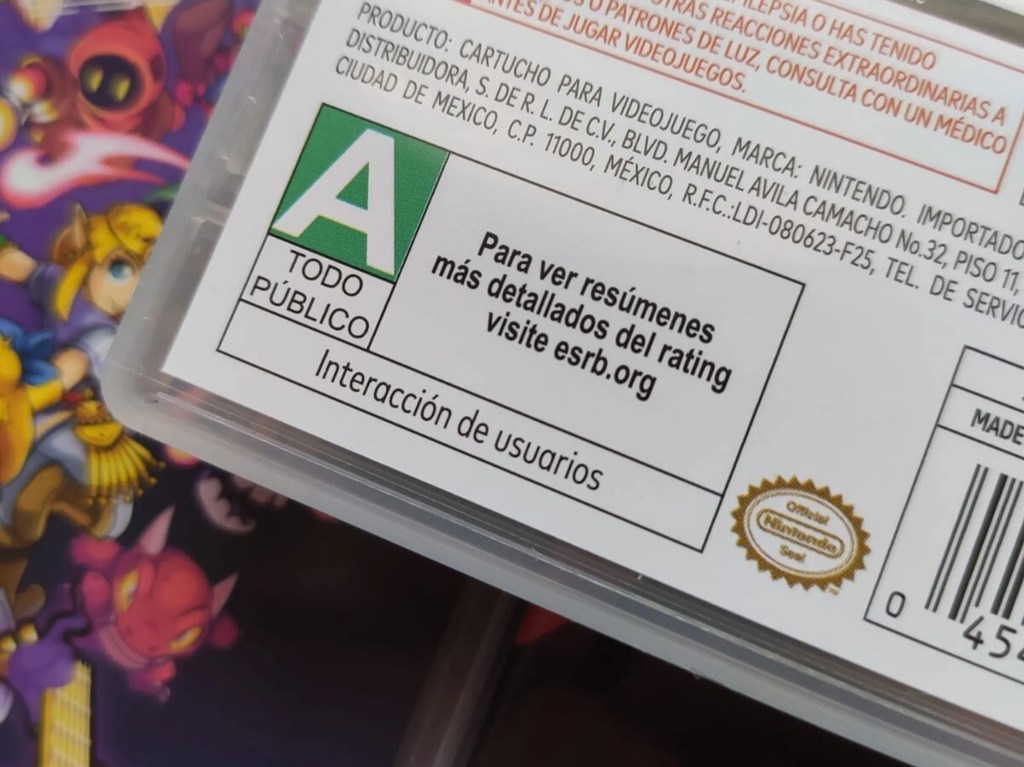 EPILEPSIA O HAS TENIDO
OTRAS REACCIONES EXTRAORDINARIAS A
O PATRONES DE LUZ, CONSULTA CON UN MÉDICO
ANTES DE JUGAR VIDEOJUEGOS.
PRODUCTO: CARTUCHO PARA VIDEOJUEGO, MARCA: NINTENDO. IMPORTADO
DISTRIBUIDORA, S. DE R. L. DE C.V., BLVD. MANUEL AVILA CAMACHO No.32, PISO 11,
CIUDAD DE MEXICO, C.P. 11000, MÉXICO, R.F.C.:LDI-080623-F25, TEL. DE SERVIC
A
TODO
PÚBLICO
Para ver resúmenes
más detallados del rating
visite esrb.org
Interacción de usuarios
Official
Nintendo
Seal
TM
MADE
0
454